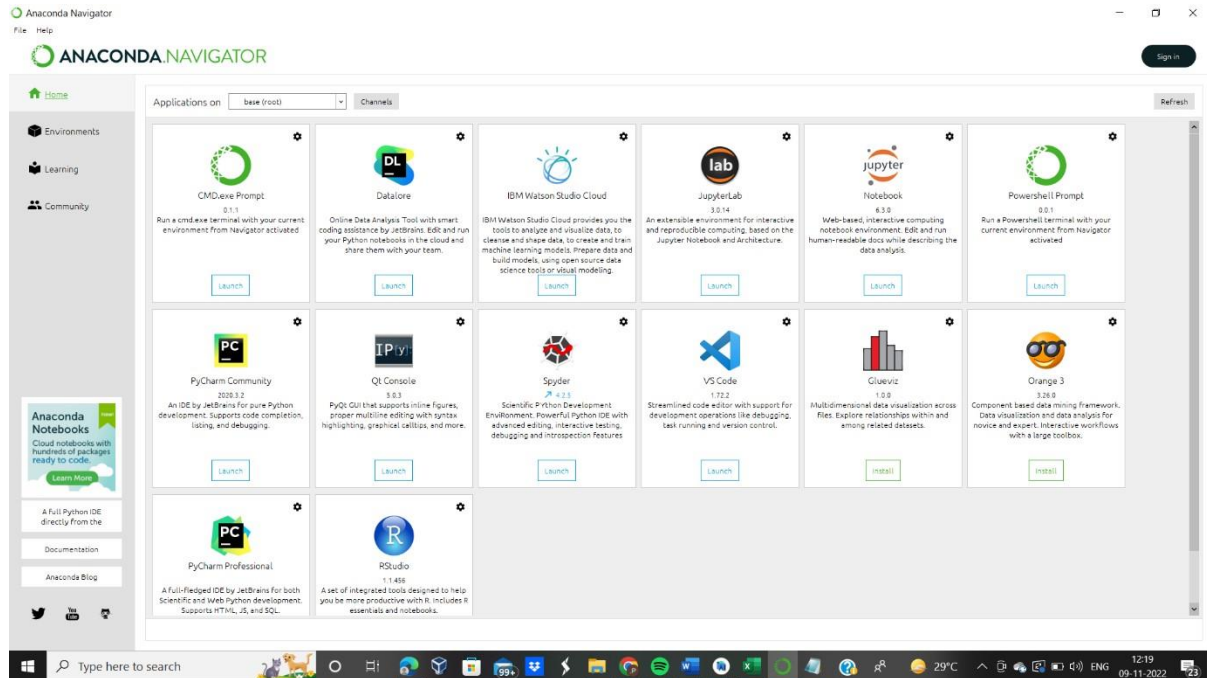 Anaconda Navigator
File Help
ANACONDA.NAVIGATOR
Sign in
Home
Environments
Learning
Community
Applications on base (root) Channels
Refresh
CMD.exe Prompt
0.1.1
Run a cmd.exe terminal with your current
environment from Navigator activated
Launch
DL
Datalore
Online Data Analysis Tool with smart
coding assistance by JetBrains. Edit and run
your Python notebooks in the cloud and
share them with your team.
Launch
IBM Watson Studio Cloud
IBM Watson Studio Cloud provides you the
tools to analyze and visualize data, to
cleanse and shape data, to create and train
machine learning models. Prepare data and
build models, using open source data
science tools or visual modeling.
Launch
lab
JupyterLab
3.0.14
An extensible environment for interactive
and reproducible computing, based on the
Jupyter Notebook and Architecture.
Launch
jupyter
Notebook
6.3.0
Web-based, interactive computing
notebook environment. Edit and run
human-readable docs while describing the
data analysis.
Launch
Powershell Prompt
0.0.1
Run a Powershell terminal with your
current environment from Navigator
activated
Launch
PC
PyCharm Community
2020.3.2
An IDE by JetBrains for pure Python
development. Supports code completion,
listing, and debugging.
Launch
IP[y]:
Qt Console
5.0.3
PyQt GUI that supports inline figures,
proper multiline editing with syntax
highlighting, graphical calltips, and more.
Launch
Spyder
4.2.5
Scientific PYthon Development
EnviRonment. Powerful Python IDE with
advanced editing, interactive testing,
debugging and introspection features
Launch
VS Code
1.72.2
Streamlined code editor with support for
development operations like debugging,
task running and version control.
Launch
Glueviz
1.0.0
Multidimensional data visualization across
files. Explore relationships within and
among related datasets.
Install
Orange 3
3.26.0
Component based data mining framework.
Data visualization and data analysis for
novice and expert. Interactive workflows
with a large toolbox.
Install
PC
PyCharm Professional
A full-fledged IDE by JetBrains for both
Scientific and Web Python development.
Supports HTML, JS, and SQL.
R
RStudio
1.1.456
A set of integrated tools designed to help
you be more productive with R. Includes R
essentials and notebooks.
Anaconda
Notebooks
Cloud notebooks with
hundreds of packages
ready to code.
Learn More
A Full Python IDE
directly from the
Documentation
Anaconda Blog
You
Tube
Type here to search
99+
29°C
ENG
12:19
09-11-2022
23